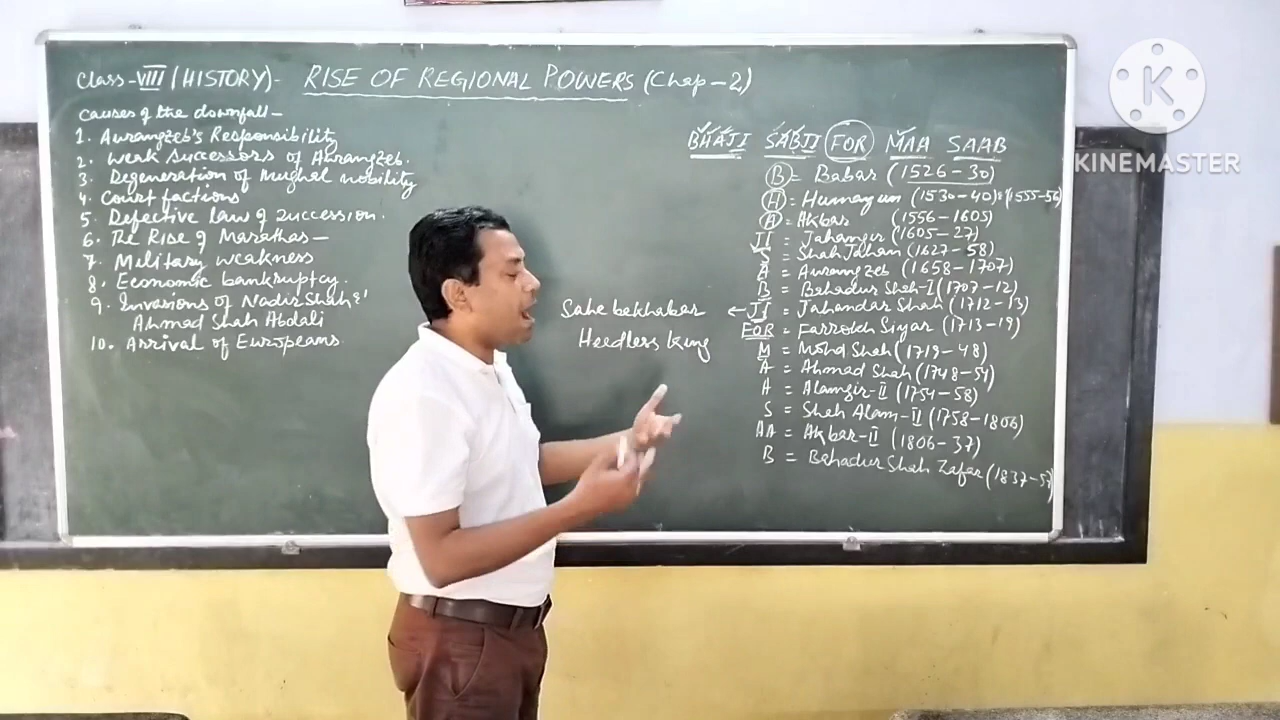 Class-VIII (HISTORY)- RISE OF REGIONAL POWERS (Chap-2)
Causes of the downfall-
1. Aurangzeb's Responsibility
2. Weak Successors of Aurangzeb.
3. Degeneration of Mughal nobility
4. Court factions
5. Defective Law of Succession.
6. The Rise of Marathas-
7. Military weakness
8. Economic bankruptcy.
9. Invasions of Nadir Shah &
Ahmad Shah Abdali
10. Arrival of Europeans
Sahe bekhabar
Heedless King
BHAJI SABJI FOR MAA SAAB
B = Babar (1526-30)
H = Humayun (1530-40) & (1555-56)
A = Akbar (1556-1605)
JI = Jahangir (1605-27)
S = Shah Jahan (1627-58)
A = Aurangzeb (1658-1707)
B = Bahadur Shah-I (1707-12)
← JI = Jahandar Shah (1712-13)
FOR = Farrokh Siyar (1713-19)
M = Mohd Shah (1719-48)
A = Ahmad Shah (1748-54)
A = Alamgir-II (1754-58)
S = Shah Alam-II (1758-1806)
AA = Akbar-II (1806-37)
B = Bahadur Shah Zafar (1837-57)
K
KINEMASTER